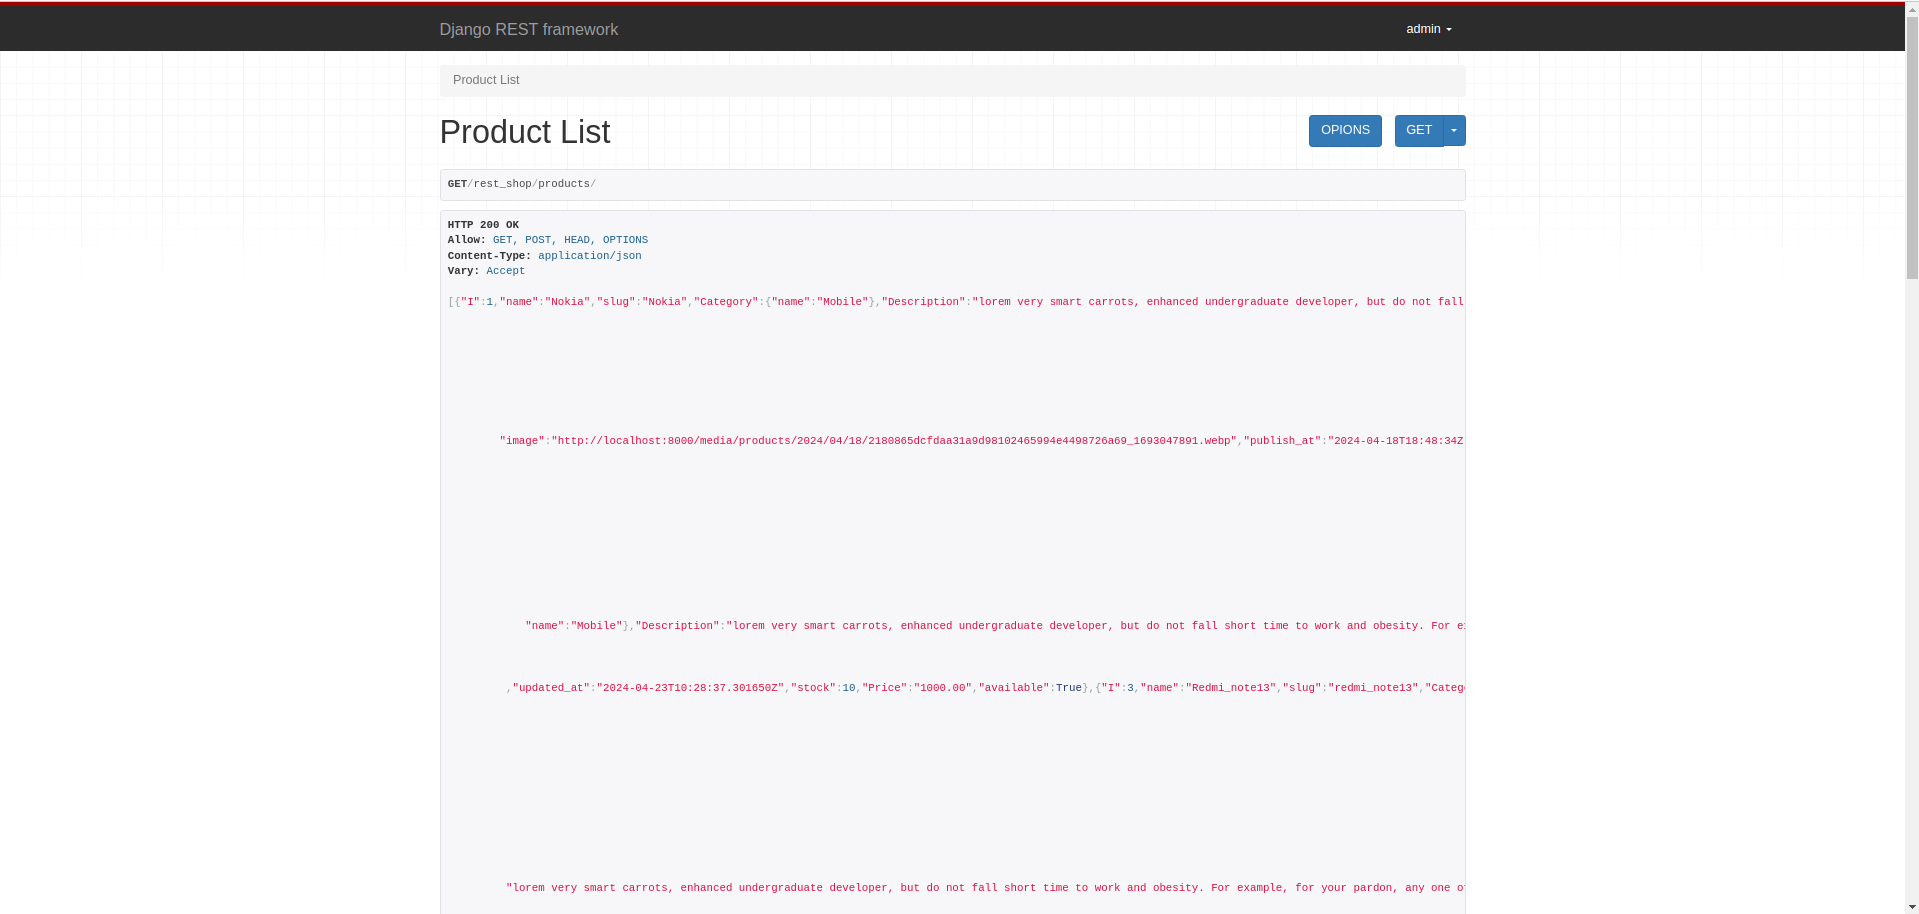 Django REST framework
admin
Product List
Product List
OPIONS
GET
GET/rest_shop/products/
HTTP 200 OK
Allow: GET, POST, HEAD, OPTIONS
Content-Type: application/json
Vary: Accept
[{"I":1,"name":"Nokia","slug":"Nokia","Category":{"name":"Mobile"},"Description":"lorem very smart carrots, enhanced undergraduate developer, but do not fall
"image":"http://localhost:8000/media/products/2024/04/18/2180865dcfdaa31a9d98102465994e4498726a69_1693047891.webp","publish_at":"2024-04-18T18:48:34Z
"name":"Mobile"},"Description":"lorem very smart carrots, enhanced undergraduate developer, but do not fall short time to work and obesity. For
,"updated_at":"2024-04-23T10:28:37.301650Z","stock":10,"Price":"1000.00","available":True},{"I":3,"name":"Redmi_note13","slug":"redmi_note13","Categ
"lorem very smart carrots, enhanced undergraduate developer, but do not fall short time to work and obesity. For example, for your pardon, any one